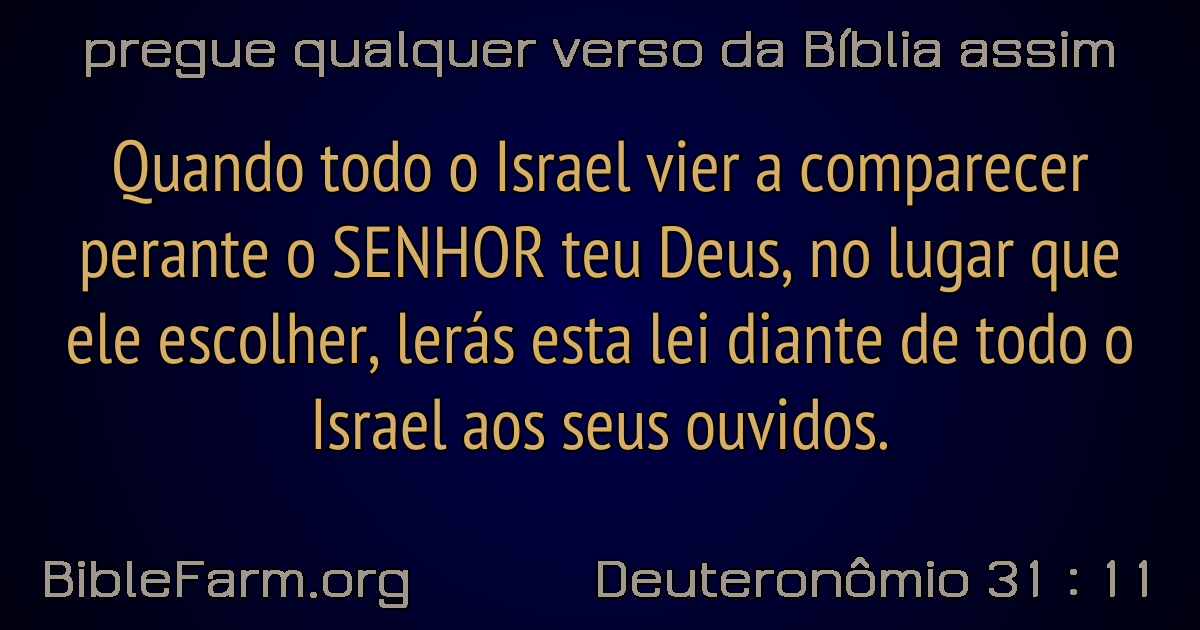 pregue qualquer verso da Bíblia assim
Quando todo o Israel vier a comparecer
perante o SENHOR teu Deus, no lugar que
ele escolher, lerás esta lei diante de todo o
Israel aos seus ouvidos.
BibleFarm.org
Deuteronômio 31 : 11